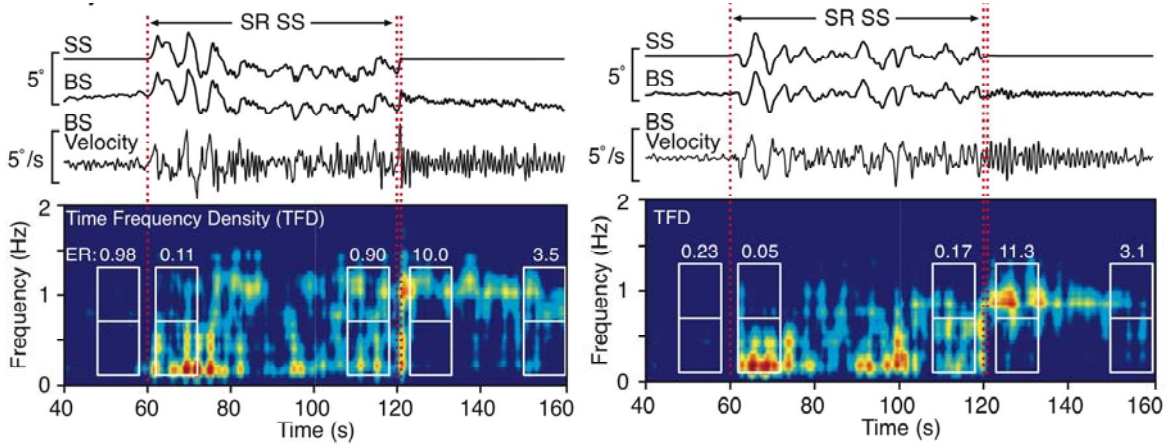 SR SS
SS
5°
BS
BS
Velocity
5°/s
2
Time Frequency Density (TFD)
ER: 0.98 0.11 0.90 10.0 3.5
1
0
Frequency (Hz)
40 60 80 100 120 140 160
Time (s)
SR SS
SS
5°
BS
BS
Velocity
5°/s
2
TFD
0.23 0.05 0.17 11.3 3.1
1
0
Frequency (Hz)
40 60 80 100 120 140 160
Time (s)